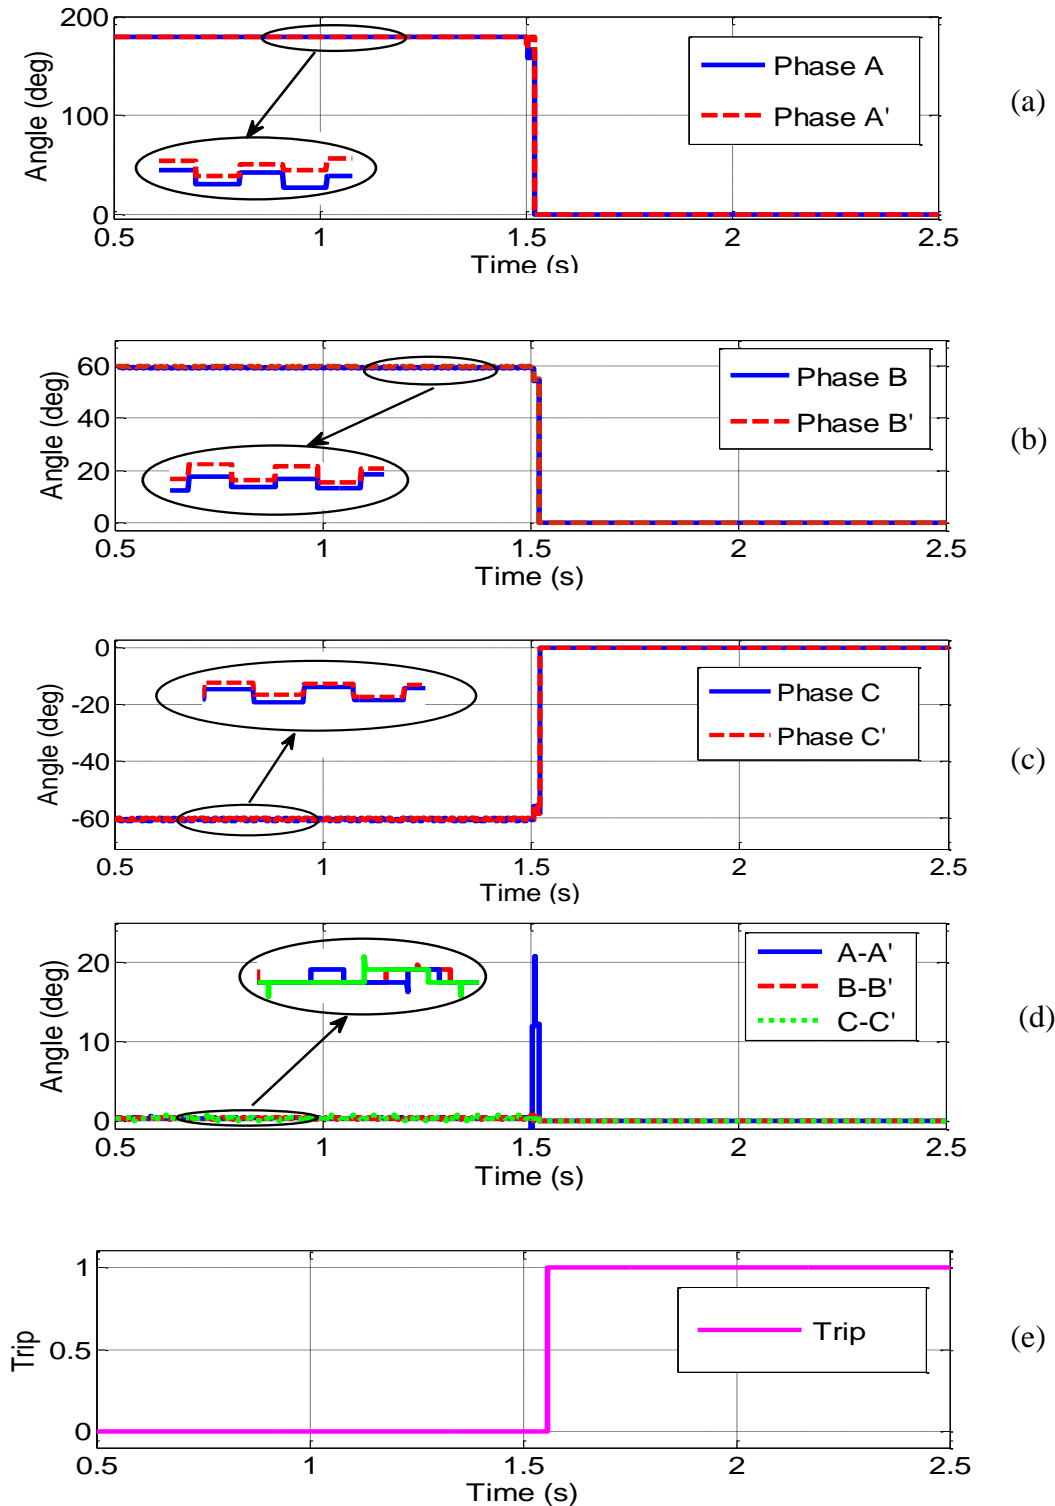 200
100
0
Angle (deg)
0.5 1 1.5 2 2.5
Time (s)
Phase A
Phase A'
(a)
60
40
20
0
Angle (deg)
0.5 1 1.5 2 2.5
Time (s)
Phase B
Phase B'
(b)
0
-20
-40
-60
Angle (deg)
0.5 1 1.5 2 2.5
Time (s)
Phase C
Phase C'
(c)
20
10
0
Angle (deg)
0.5 1 1.5 2 2.5
Time (s)
A-A'
B-B'
C-C'
(d)
1
0.5
0
Trip
0.5 1 1.5 2 2.5
Time (s)
Trip
(e)